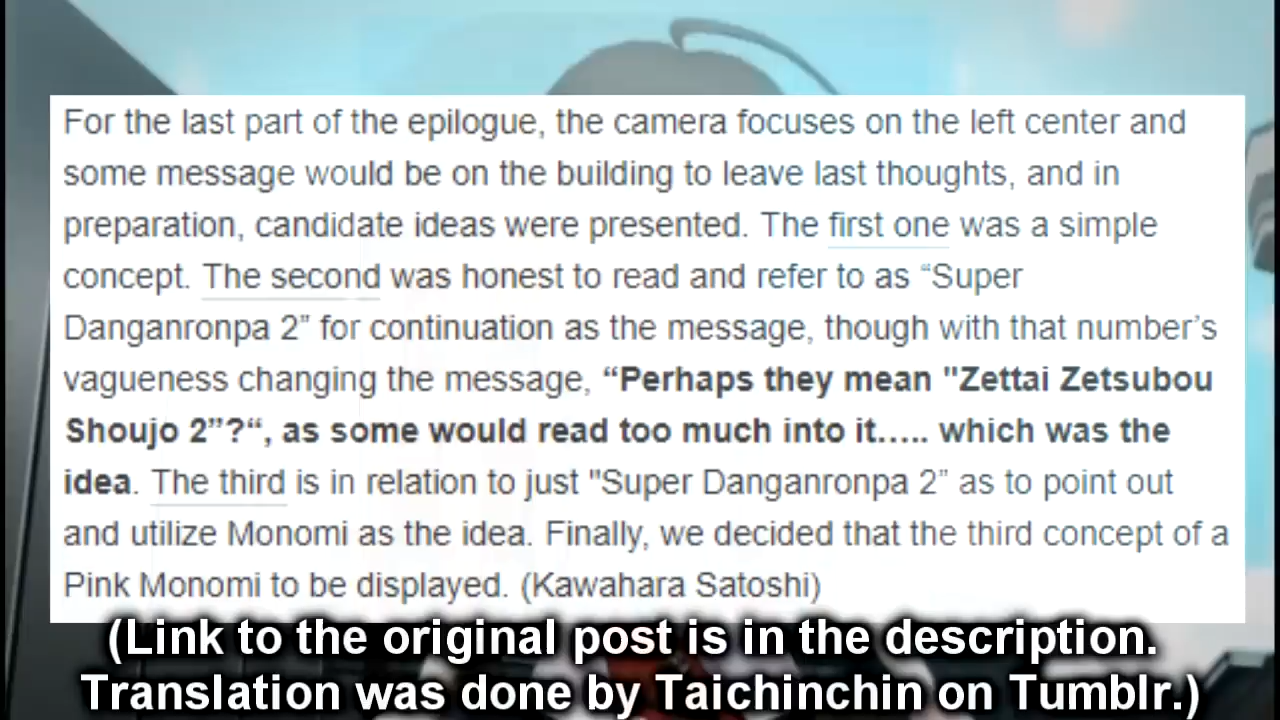 For the last part of the epilogue, the camera focuses on the left center and
some message would be on the building to leave last thoughts, and in
preparation, candidate ideas were presented. The first one was a simple
concept. The second was honest to read and refer to as “Super
Danganronpa 2” for continuation as the message, though with that number’s
vagueness changing the message, “Perhaps they mean "Zettai Zetsubou
Shoujo 2”?“, as some would read too much into it..... which was the
idea. The third is in relation to just "Super Danganronpa 2” as to point out
and utilize Monomi as the idea. Finally, we decided that the third concept of a
Pink Monomi to be displayed. (Kawahara Satoshi)
(Link to the original post is in the description.
Translation was done by Taichinchin on Tumblr.)